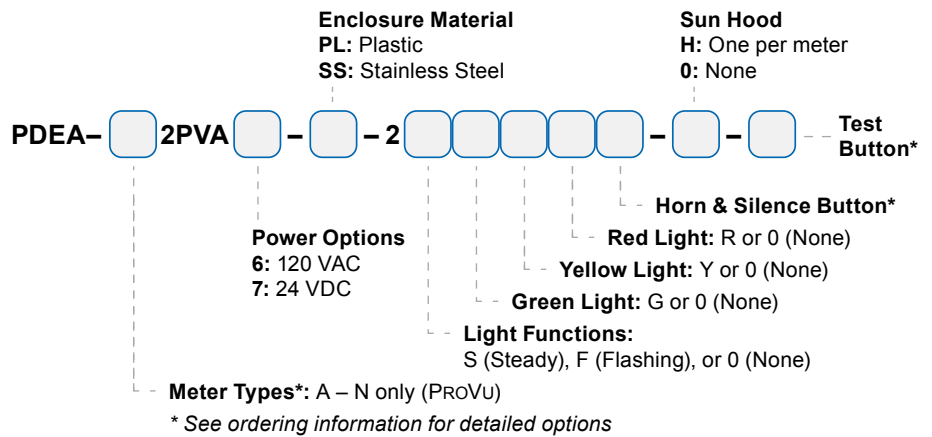 Enclosure Material
PL: Plastic
SS: Stainless Steel
Sun Hood
H: One per meter
0: None
PDEA– 2PVA – – 2 – –
Test
Button*
Horn & Silence Button*
Red Light: R or 0 (None)
Yellow Light: Y or 0 (None)
Green Light: G or 0 (None)
Light Functions:
S (Steady), F (Flashing), or 0 (None)
Power Options
6: 120 VAC
7: 24 VDC
Meter Types*: A – N only (PROVU)
* See ordering information for detailed options